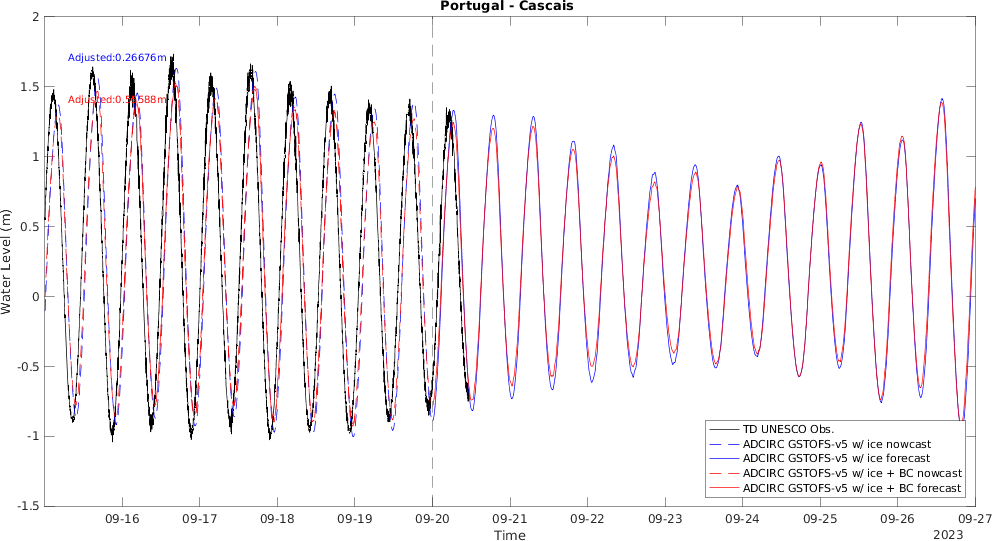 Portugal - Cascais
2
1.5
1
0.5
0
-0.5
-1
-1.5
Water Level (m)
Adjusted:0.26676m
09-16
09-17
09-18
09-19
09-20
09-21
09-22
09-23
09-24
09-25
09-26
09-27
Time
2023
TD UNESCO Obs.
ADCIRC GSTOFS-v5 w/ ice nowcast
ADCIRC GSTOFS-v5 w/ ice forecast
ADCIRC GSTOFS-v5 w/ ice + BC nowcast
ADCIRC GSTOFS-v5 w/ ice + BC forecast